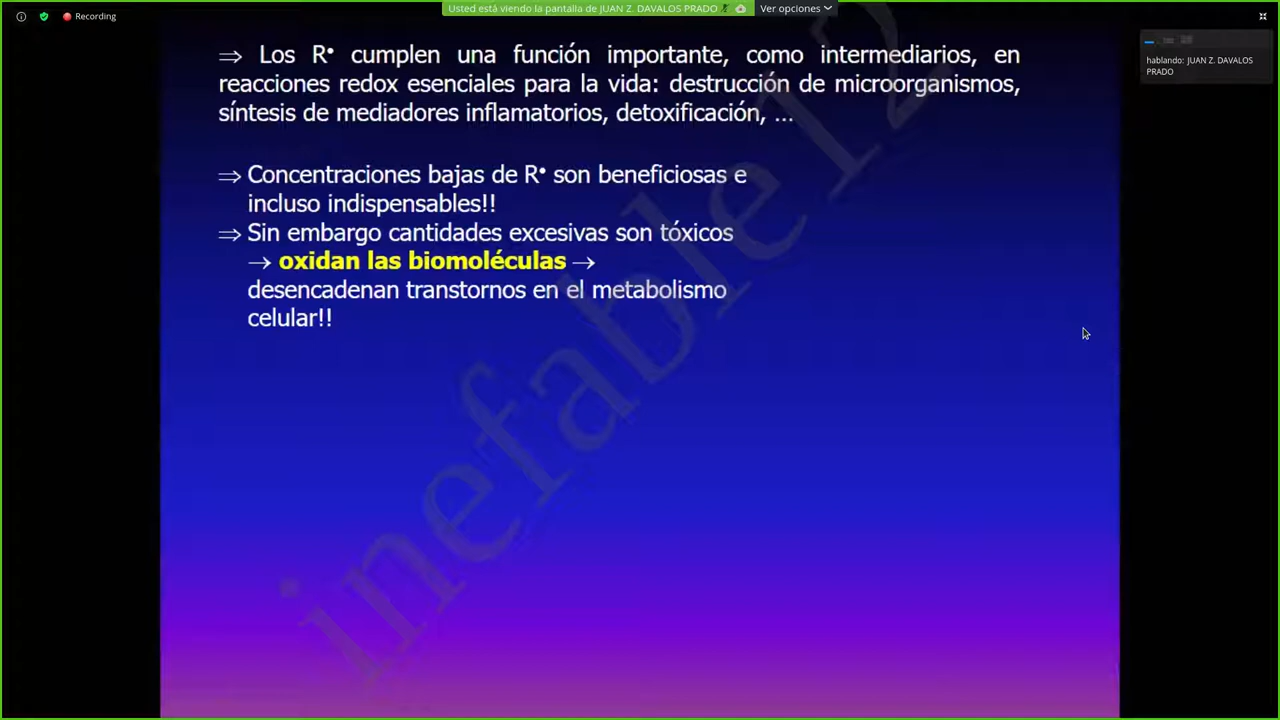 Recording
Usted está viendo la pantalla de JUAN Z. DAVALOS PRADO
Ver opciones
hablando: JUAN Z. DAVALOS
PRADO
⇒ Los R• cumplen una función importante, como intermediarios, en
reacciones redox esenciales para la vida: destrucción de microorganismos,
síntesis de mediadores inflamatorios, detoxificación, ...
⇒ Concentraciones bajas de R• son beneficiosas e
incluso indispensables!!
⇒ Sin embargo cantidades excesivas son tóxicos
→ oxidan las biomoléculas →
desencadenan transtornos en el metabolismo
celular!!
inefable12